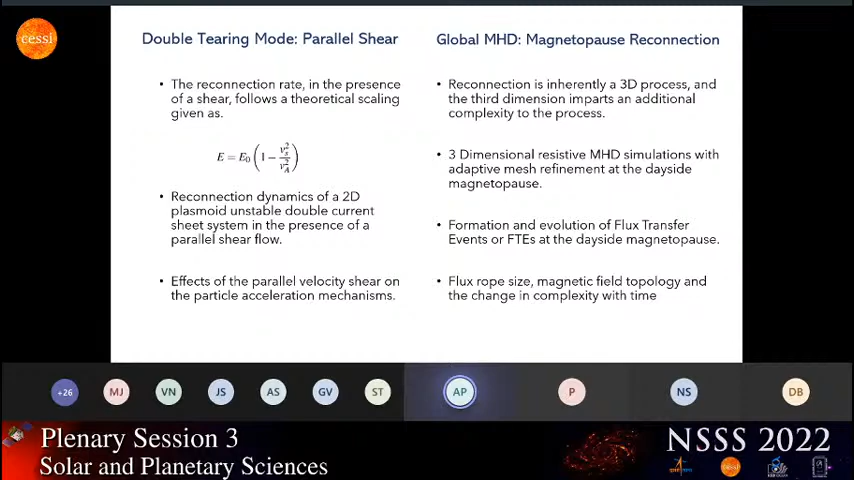 cessi
Double Tearing Mode: Parallel Shear
• The reconnection rate, in the presence
of a shear, follows a theoretical scaling
given as.
E = E₀(1 − vₛ²/v_A²)
• Reconnection dynamics of a 2D
plasmoid unstable double current
sheet system in the presence of a
parallel shear flow.
• Effects of the parallel velocity shear on
the particle acceleration mechanisms.
Global MHD: Magnetopause Reconnection
• Reconnection is inherently a 3D process, and
the third dimension imparts an additional
complexity to the process.
• 3 Dimensional resistive MHD simulations with
adaptive mesh refinement at the dayside
magnetopause.
• Formation and evolution of Flux Transfer
Events or FTEs at the dayside magnetopause.
• Flux rope size, magnetic field topology and
the change in complexity with time
+26 MJ VN JS AS GV ST AP P NS DB
Plenary Session 3
Solar and Planetary Sciences
NSSS 2022
cessi